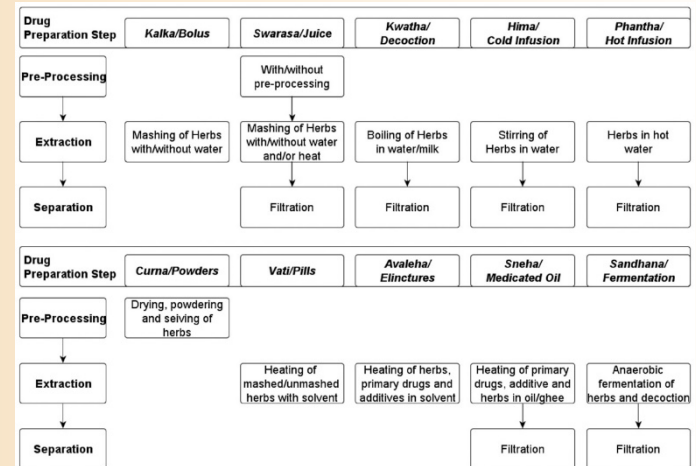 Drug
Preparation Step
Kalka/Bolus
Swarasa/Juice
Kwatha/
Decoction
Hima/
Cold Infusion
Phantha/
Hot Infusion
Pre-Processing
With/without
pre-processing
Extraction
Mashing of Herbs
with/without water
Mashing of Herbs
with/without water
and/or heat
Boiling of Herbs
in water/milk
Stirring of
Herbs in water
Herbs in hot
water
Separation
Filtration
Filtration
Filtration
Filtration
Drug
Preparation Step
Curna/Powders
Vati/Pills
Avaleha/
Elinctures
Sneha/
Medicated Oil
Sandhana/
Fermentation
Pre-Processing
Drying, powdering
and seiving of
herbs
Extraction
Heating of
mashed/unmashed
herbs with solvent
Heating of herbs,
primary drugs and
additives in solvent
Heating of primary
drugs, additive and
herbs in oil/ghee
Anaerobic
fermentation of
herbs and decoction
Separation
Filtration
Filtration